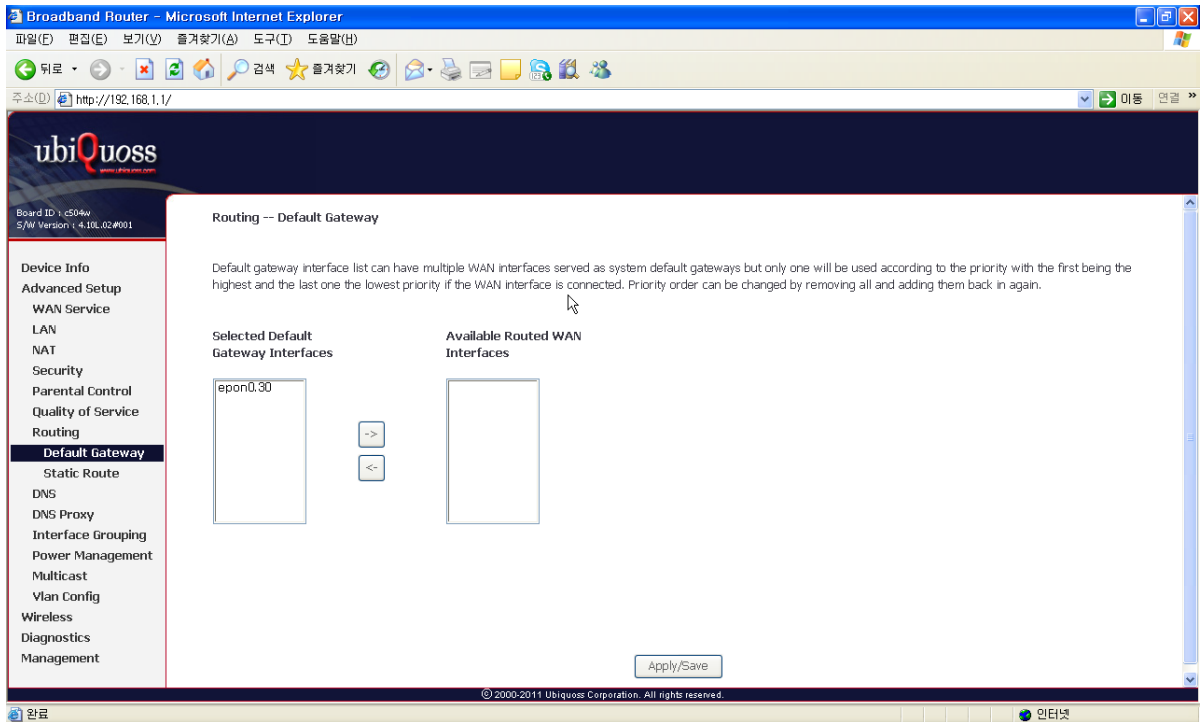 Broadband Router - Microsoft Internet Explorer
파일(F) 편집(E) 보기(V) 즐겨찾기(A) 도구(T) 도움말(H)
뒤로 검색 즐겨찾기
주소(D) http://192.168.1.1/ 이동 연결 »
ubiQuoss
Board ID : c504w
S/W Version : 4.10L.02#001
Device Info
Advanced Setup
WAN Service
LAN
NAT
Security
Parental Control
Quality of Service
Routing
Default Gateway
Static Route
DNS
DNS Proxy
Interface Grouping
Power Management
Multicast
Vlan Config
Wireless
Diagnostics
Management
Routing -- Default Gateway
Default gateway interface list can have multiple WAN interfaces served as system default gateways but only one will be used according to the priority with the first being the
highest and the last one the lowest priority if the WAN interface is connected. Priority order can be changed by removing all and adding them back in again.
Selected Default
Gateway Interfaces
Available Routed WAN
Interfaces
epon0.30
->
<-
Apply/Save
© 2000-2011 Ubiquoss Corporation. All rights reserved.
완료 인터넷